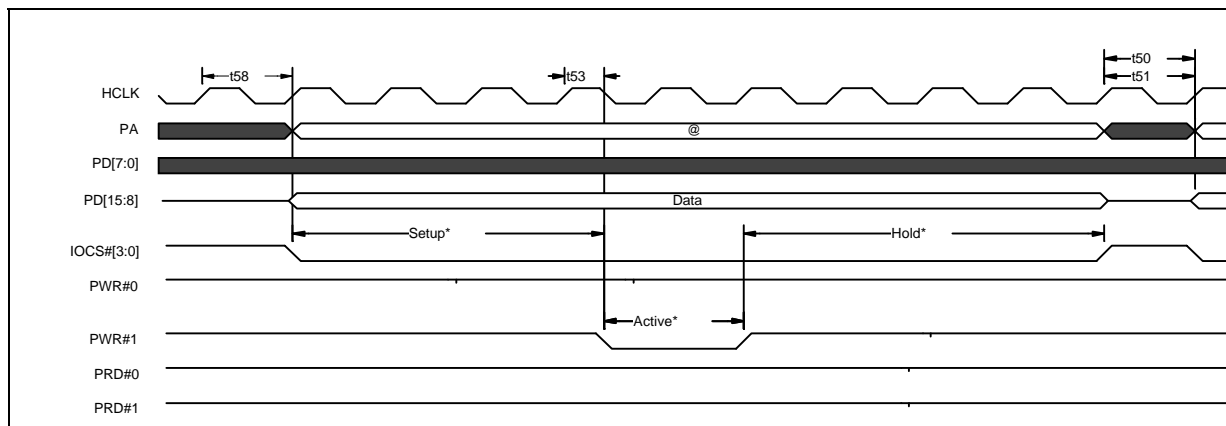 t50
t58
t53
t51
HCLK
PA
@
PD[7:0]
PD[15:8]
Data
Setup*
Hold*
IOCS#[3:0]
PWR#0
Active*
PWR#1
PRD#0
PRD#1